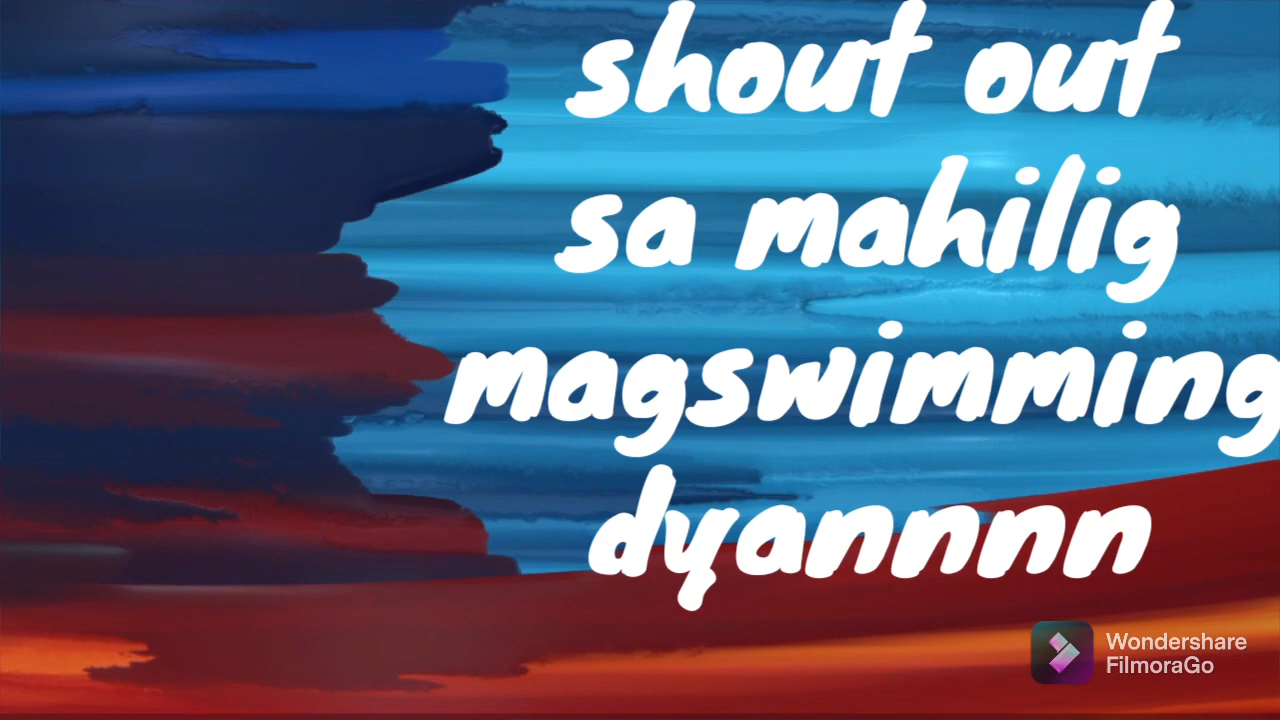 shout out
sa mahilig
magswimming
dyannnn
Wondershare
FilmoraGo